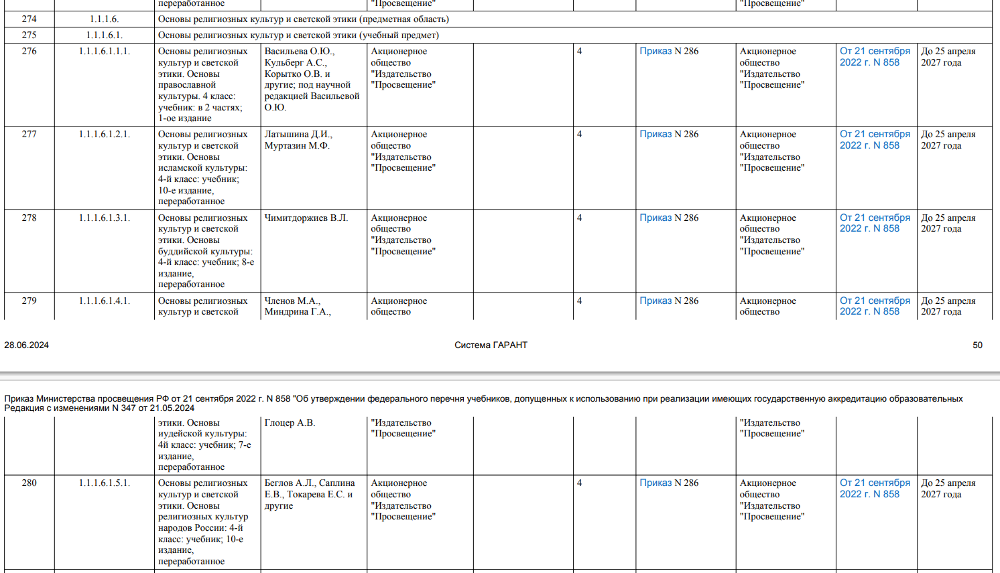 переработанное "Просвещение" "Просвещение"
274 1.1.1.6. Основы религиозных культур и светской этики (предметная область)
275 1.1.1.6.1. Основы религиозных культур и светской этики (учебный предмет)
276 1.1.1.6.1.1.1. Основы религиозных Васильева О.Ю., Акционерное 4 Приказ N 286 Акционерное От 21 сентября До 25 апреля
культур и светской Кульберг А.С., общество общество 2022 г. N 858 2027 года
этики. Основы Корытко О.В. и "Издательство "Издательство
православной другие; под научной "Просвещение" "Просвещение"
культуры. 4 класс: редакцией Васильевой
учебник: в 2 частях; О.Ю.
1-ое издание
277 1.1.1.6.1.2.1. Основы религиозных Латышина Д.И., Акционерное 4 Приказ N 286 Акционерное От 21 сентября До 25 апреля
культур и светской Муртазин М.Ф. общество общество 2022 г. N 858 2027 года
этики. Основы "Издательство "Издательство
исламской культуры: "Просвещение" "Просвещение"
4-й класс: учебник;
10-е издание,
переработанное
278 1.1.1.6.1.3.1. Основы религиозных Чимитдоржиев В.Л. Акционерное 4 Приказ N 286 Акционерное От 21 сентября До 25 апреля
культур и светской общество общество 2022 г. N 858 2027 года
этики. Основы "Издательство "Издательство
буддийской культуры: "Просвещение" "Просвещение"
4-й класс: учебник; 8-е
издание,
переработанное
279 1.1.1.6.1.4.1. Основы религиозных Членов М.А., Акционерное 4 Приказ N 286 Акционерное От 21 сентября До 25 апреля
культур и светской Миндрина Г.А., общество общество 2022 г. N 858 2027 года
28.06.2024 Система ГАРАНТ 50
Приказ Министерства просвещения РФ от 21 сентября 2022 г. N 858 "Об утверждении федерального перечня учебников, допущенных к использованию при реализации имеющих государственную аккредитацию образовательных
Редакция с изменениями N 347 от 21.05.2024
этики. Основы Глоцер А.В. "Издательство "Издательство
иудейской культуры: "Просвещение" "Просвещение"
4й класс: учебник; 7-е
издание,
переработанное
280 1.1.1.6.1.5.1. Основы религиозных Беглов А.Л., Саплина Акционерное 4 Приказ N 286 Акционерное От 21 сентября До 25 апреля
культур и светской Е.В., Токарева Е.С. и общество общество 2022 г. N 858 2027 года
этики. Основы другие "Издательство "Издательство
религиозных культур "Просвещение" "Просвещение"
народов России: 4-й
класс: учебник; 10-е
издание,
переработанное